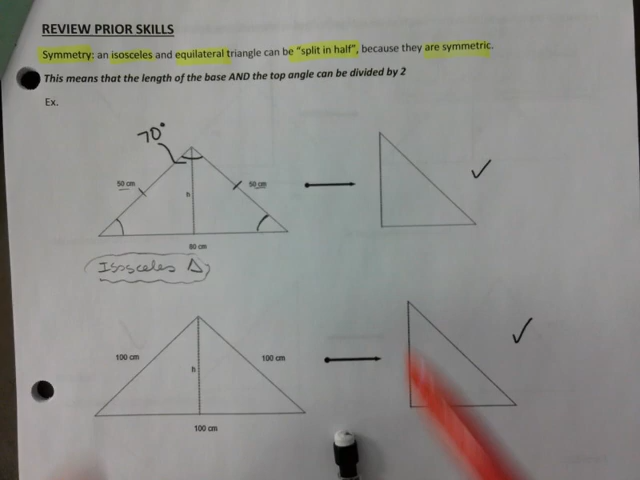 REVIEW PRIOR SKILLS
Symmetry: an isosceles and equilateral triangle can be "split in half", because they are symmetric.
This means that the length of the base AND the top angle can be divided by 2
Ex.
70°
50 cm
50 cm
h
80 cm
Isosceles Δ
100 cm
100 cm
h
100 cm